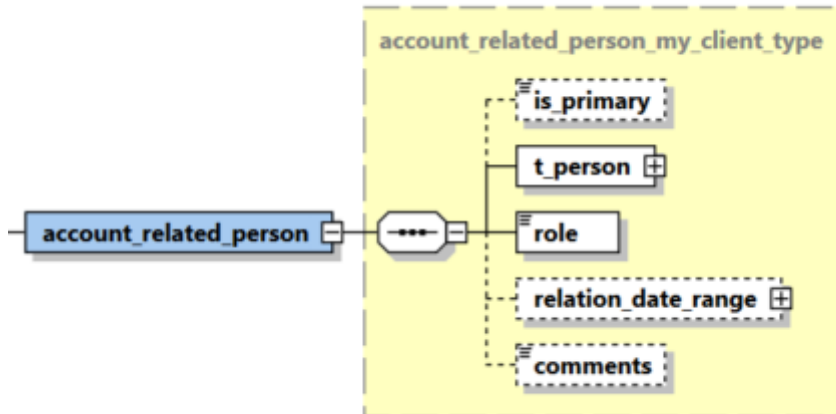 account_related_person_my_client_type
is_primary
t_person
account_related_person
role
relation_date_range
comments